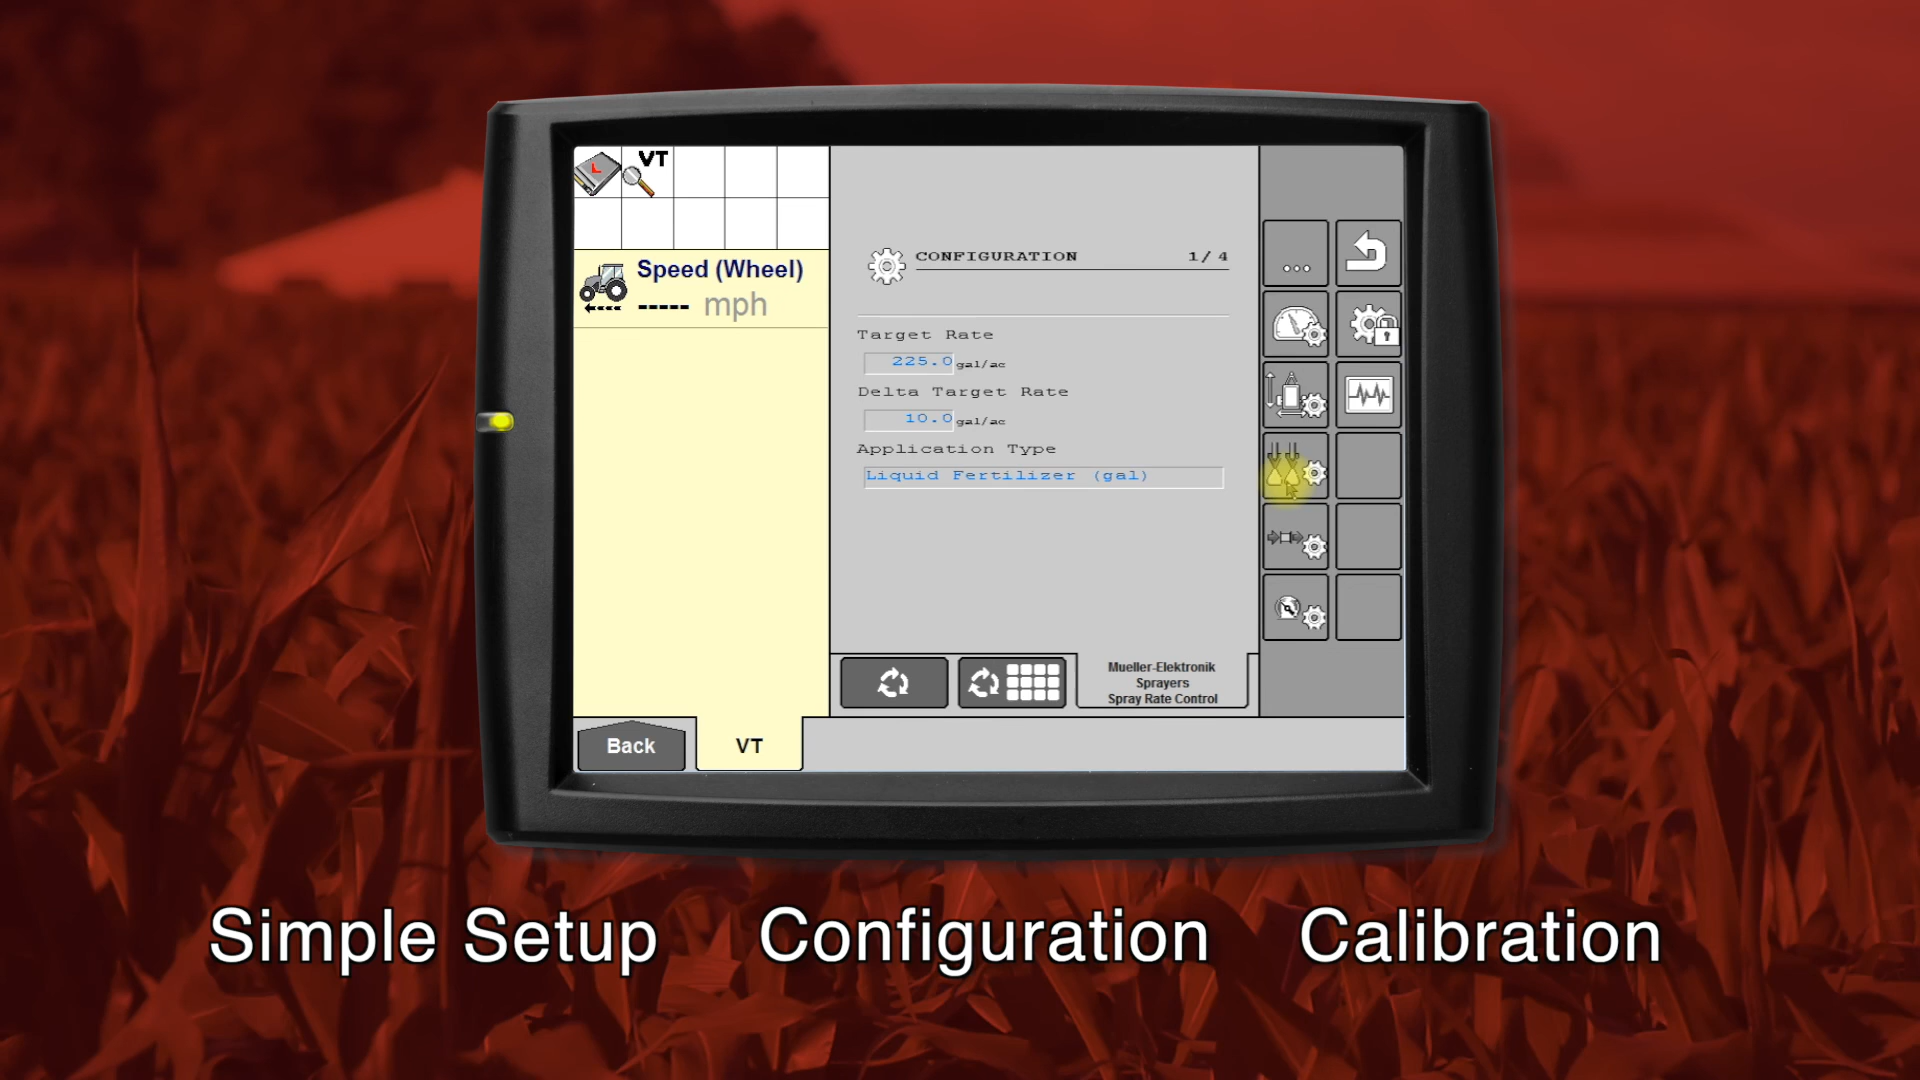 VT
Speed (Wheel)
----- mph
CONFIGURATION 1/4
Target Rate
225.0 gal/ac
Delta Target Rate
10.0 gal/ac
Application Type
Liquid Fertilizer (gal)
...
Mueller-Elektronik
Sprayers
Spray Rate Control
Back
VT
Simple Setup
Configuration
Calibration